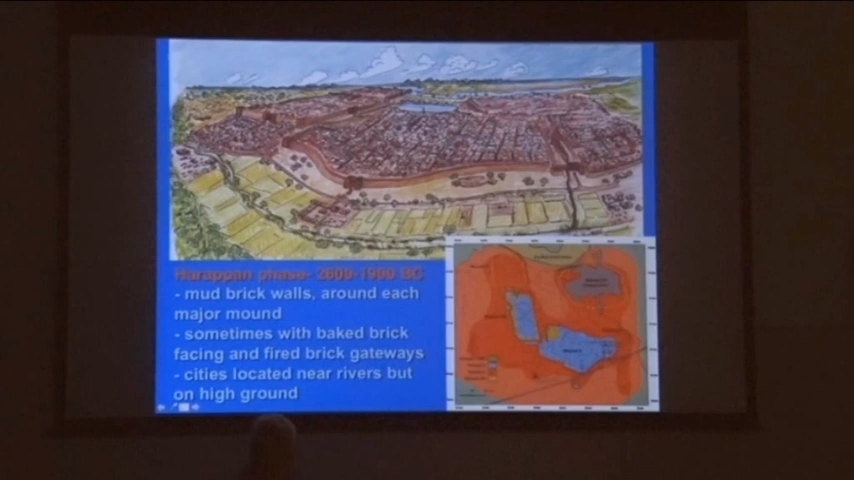 Harappan phase- 2600-1900 BC
- mud brick walls, around each
major mound
- sometimes with baked brick
facing and fired brick gateways
- cities located near rivers but
on high ground